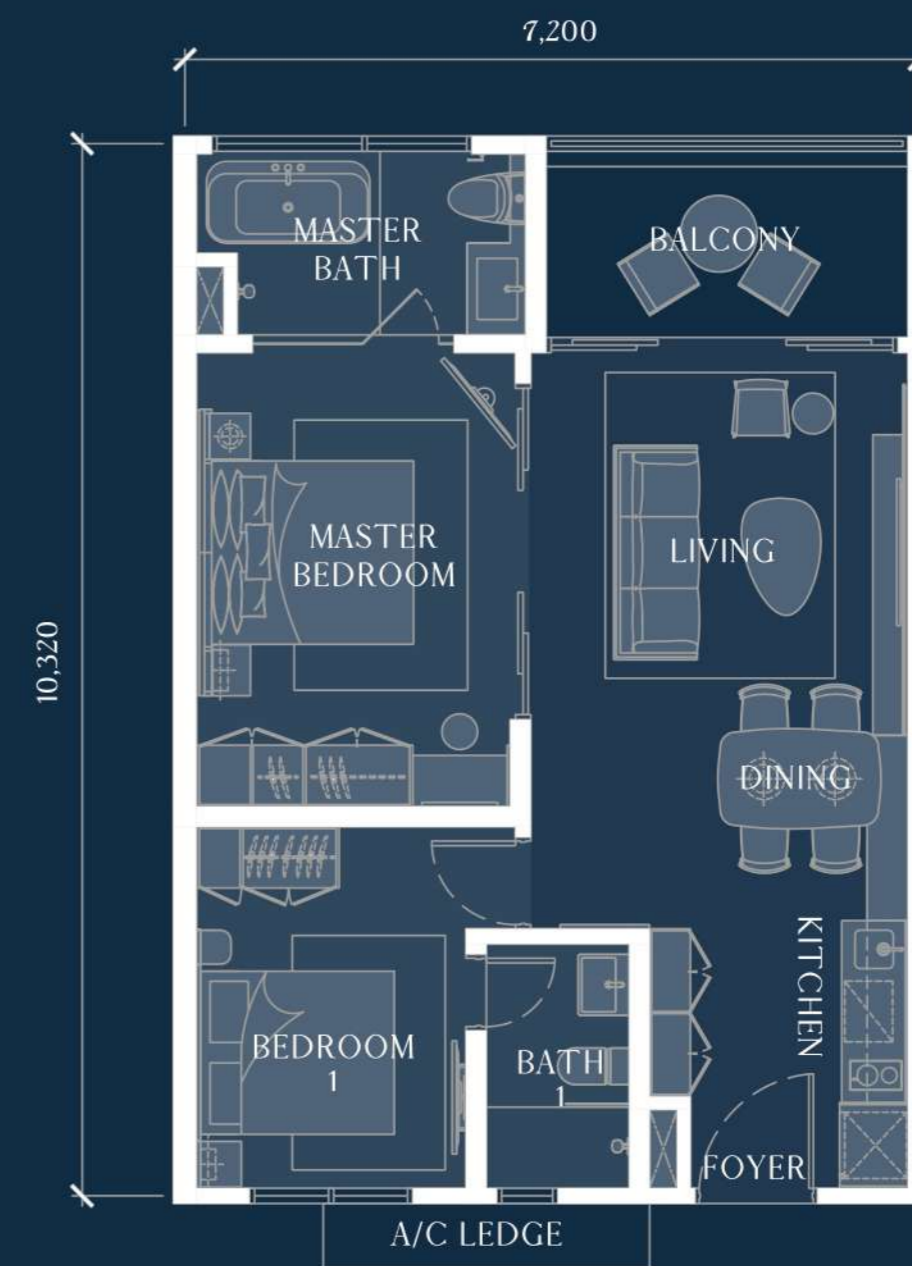 7,200
MASTER
BATH
BALCONY
MASTER
BEDROOM
LIVING
10,320
DINING
KITCHEN
BEDROOM
1
BATH
1
FOYER
A/C LEDGE